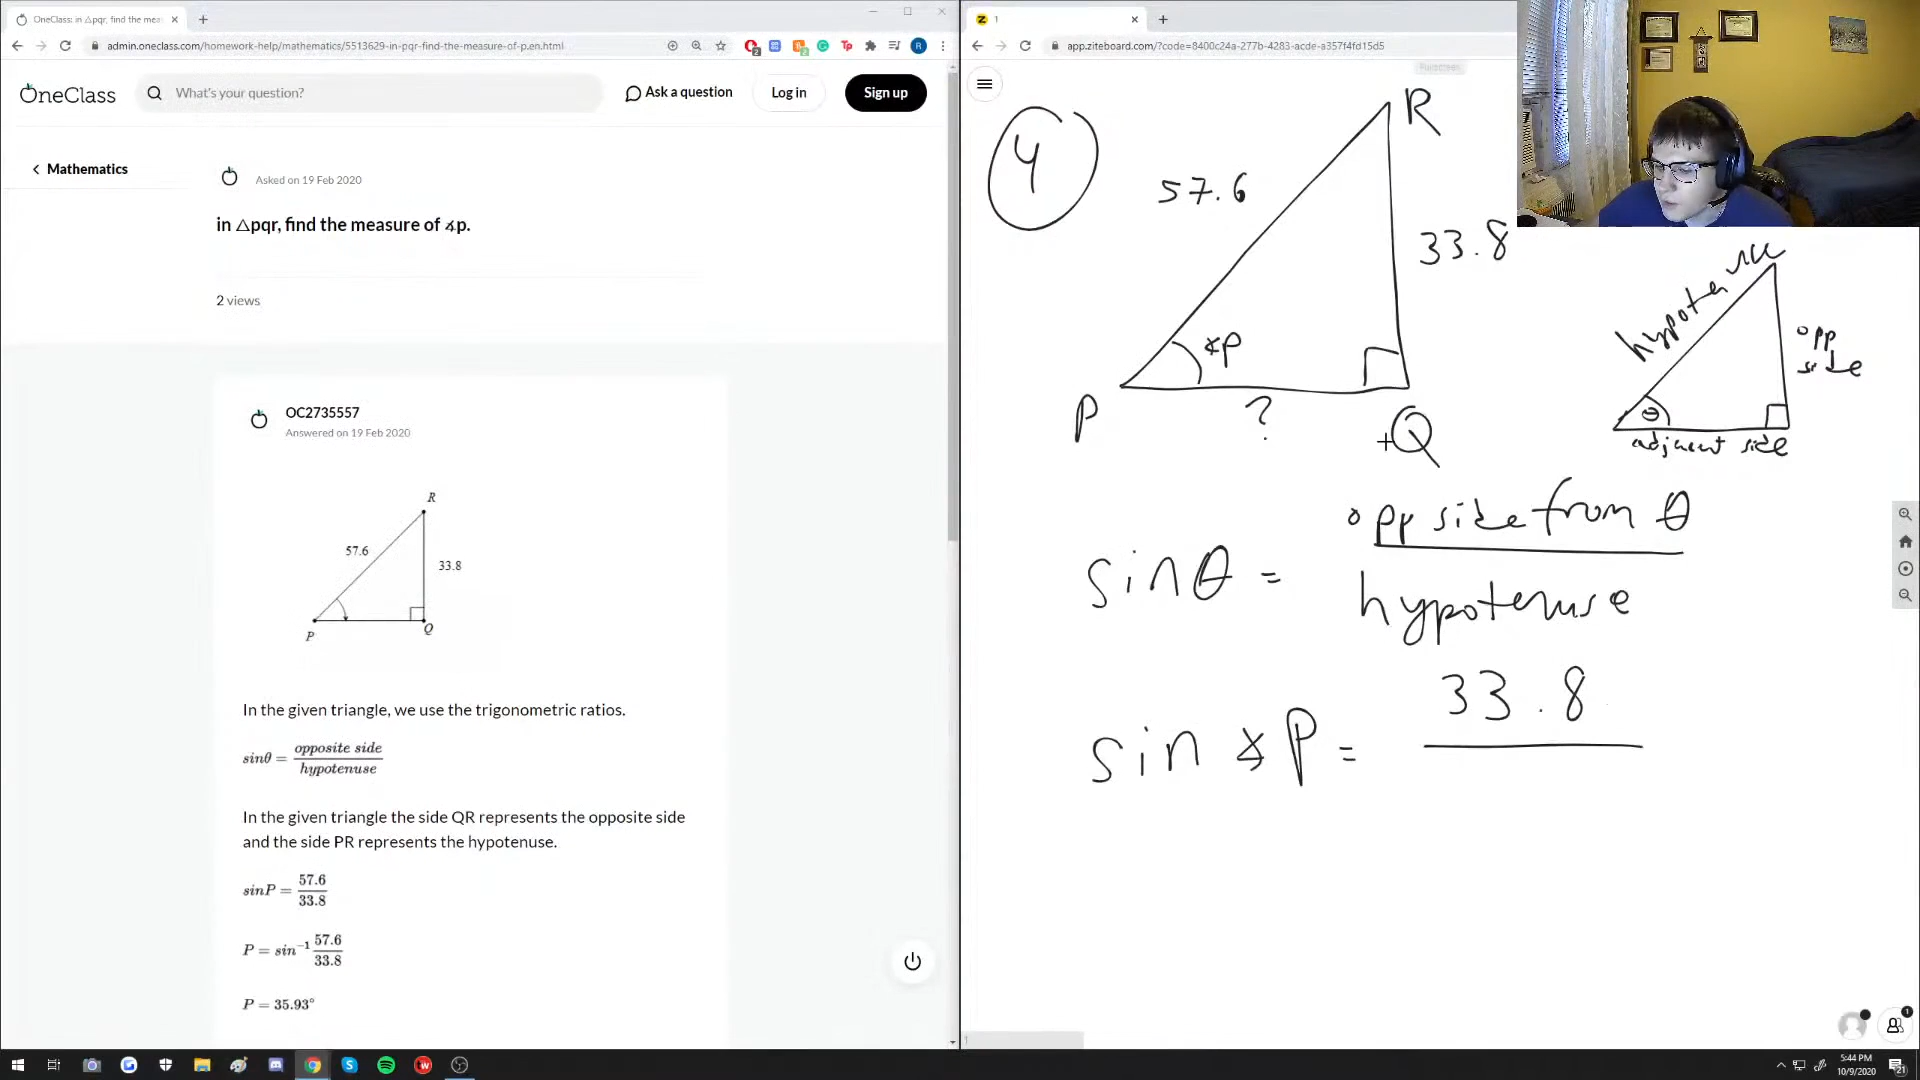 OneClass: in △pqr, find the mea
1
admin.oneclass.com/homework-help/mathematics/5513629-in-pqr-find-the-measure-of-p.en.html
app.ziteboard.com/?code=8400c24a-277b-4283-acde-a357f4fd15d5
Fullscreen
OneClass
What's your question?
Ask a question
Log in
Sign up
Mathematics
Asked on 19 Feb 2020
in △pqr, find the measure of ∡p.
2 views
OC2735557
Answered on 19 Feb 2020
R
57.6
33.8
P
Q
In the given triangle, we use the trigonometric ratios.
sinθ = opposite side / hypotenuse
In the given triangle the side QR represents the opposite side
and the side PR represents the hypotenuse.
sinP = 57.6 / 33.8
P = sin⁻¹ 57.6 / 33.8
P = 35.93°
4
R
57.6
33.8
∡P
P
?
Q
hypotenuse
opp
side
θ
adjacent side
sinθ = opp side from θ / hypotenuse
sin ∡P = 33.8
1
5:44 PM
10/9/2020
21